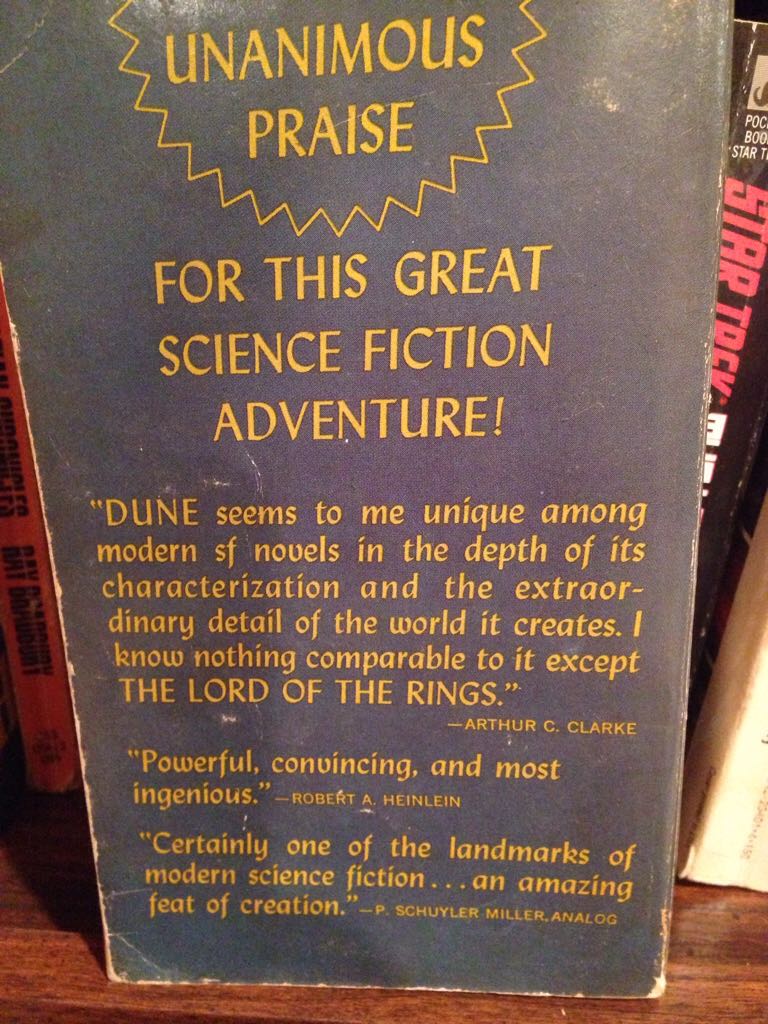 UNANIMOUS
PRAISE
FOR THIS GREAT
SCIENCE FICTION
ADVENTURE!
"DUNE seems to me unique among
modern sf novels in the depth of its
characterization and the extraor-
dinary detail of the world it creates. I
know nothing comparable to it except
THE LORD OF THE RINGS."
—ARTHUR C. CLARKE
"Powerful, convincing, and most
ingenious."—ROBERT A. HEINLEIN
"Certainly one of the landmarks of
modern science fiction...an amazing
feat of creation."—P. SCHUYLER MILLER, ANALOG
STAR TREK
RAY BRADBURY